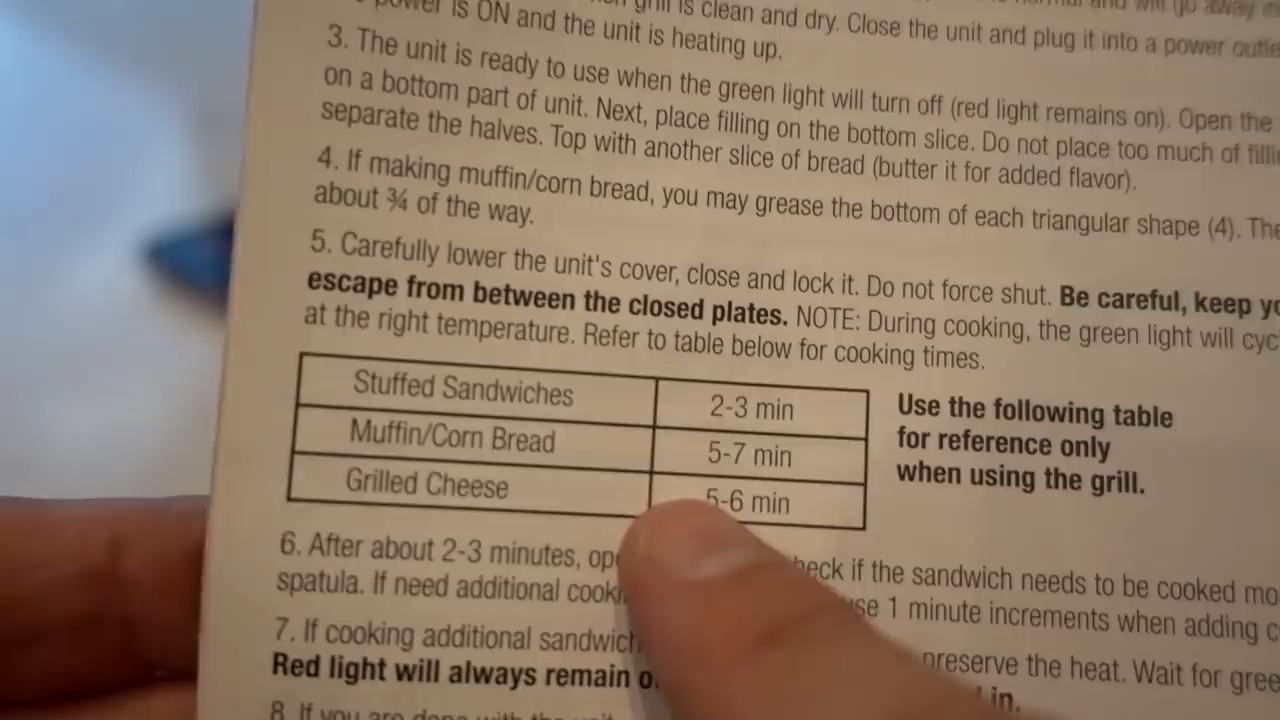 power is ON and the unit is heating up.
grill is clean and dry. Close the unit and plug it into a power outle
3. The unit is ready to use when the green light will turn off (red light remains on). Open the
on a bottom part of unit. Next, place filling on the bottom slice. Do not place too much of filli
separate the halves. Top with another slice of bread (butter it for added flavor).
4. If making muffin/corn bread, you may grease the bottom of each triangular shape (4). The
about ¾ of the way.
5. Carefully lower the unit's cover, close and lock it. Do not force shut. Be careful, keep yo
escape from between the closed plates. NOTE: During cooking, the green light will cyc
at the right temperature. Refer to table below for cooking times.
Stuffed Sandwiches 2-3 min
Muffin/Corn Bread 5-7 min
Grilled Cheese 5-6 min
Use the following table
for reference only
when using the grill.
6. After about 2-3 minutes, op heck if the sandwich needs to be cooked mo
spatula. If need additional cooki use 1 minute increments when adding c
7. If cooking additional sandwich preserve the heat. Wait for gree
Red light will always remain o in.
8. If you are done with the unit